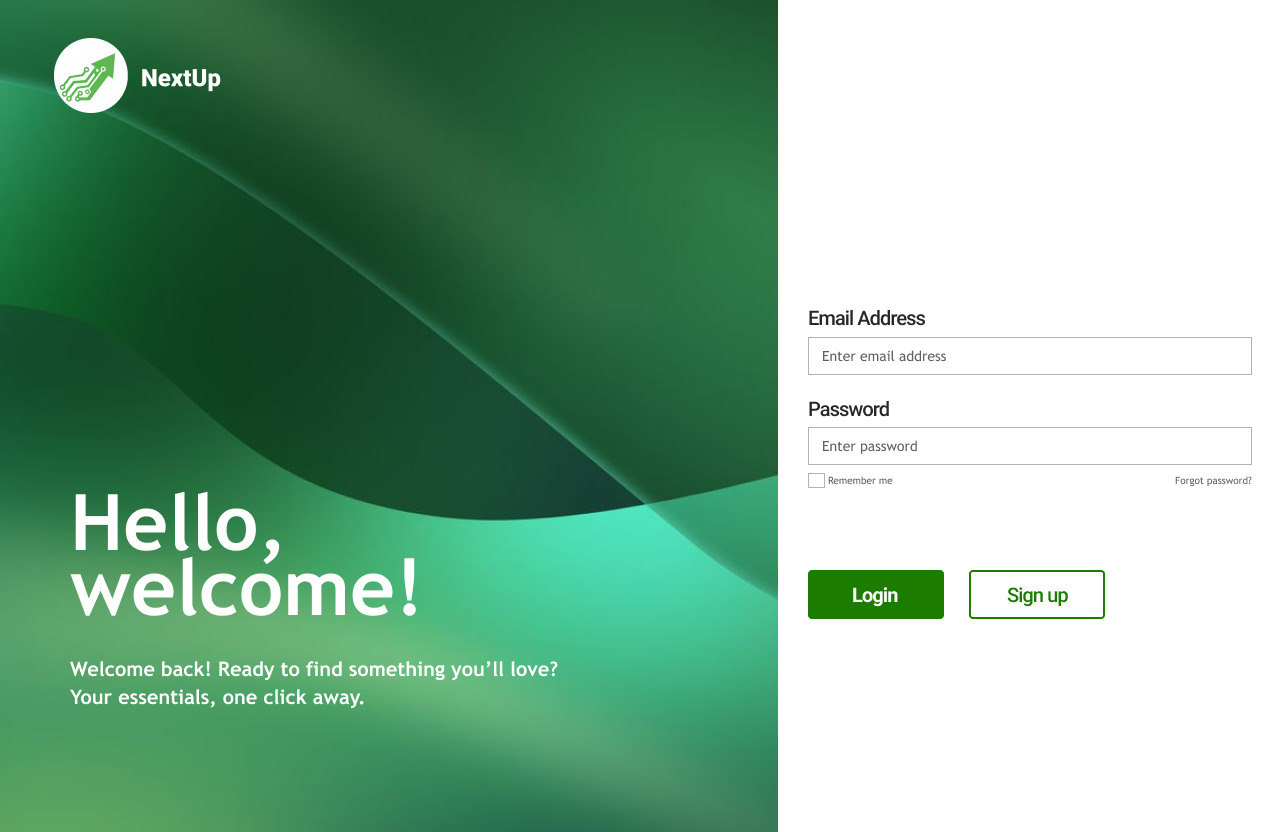 NextUp
Hello,
welcome!
Welcome back! Ready to find something you’ll love?
Your essentials, one click away.
Email Address
Enter email address
Password
Enter password
Remember me
Forgot password?
Login
Sign up